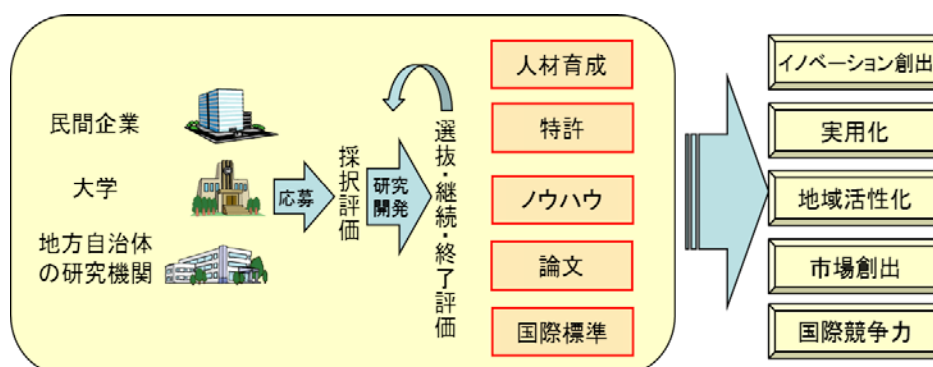 民間企業
大学
地方自治体
の研究機関
応募
採択評価
研究
開発
選抜・継続・終了評価
人材育成
特許
ノウハウ
論文
国際標準
イノベーション創出
実用化
地域活性化
市場創出
国際競争力